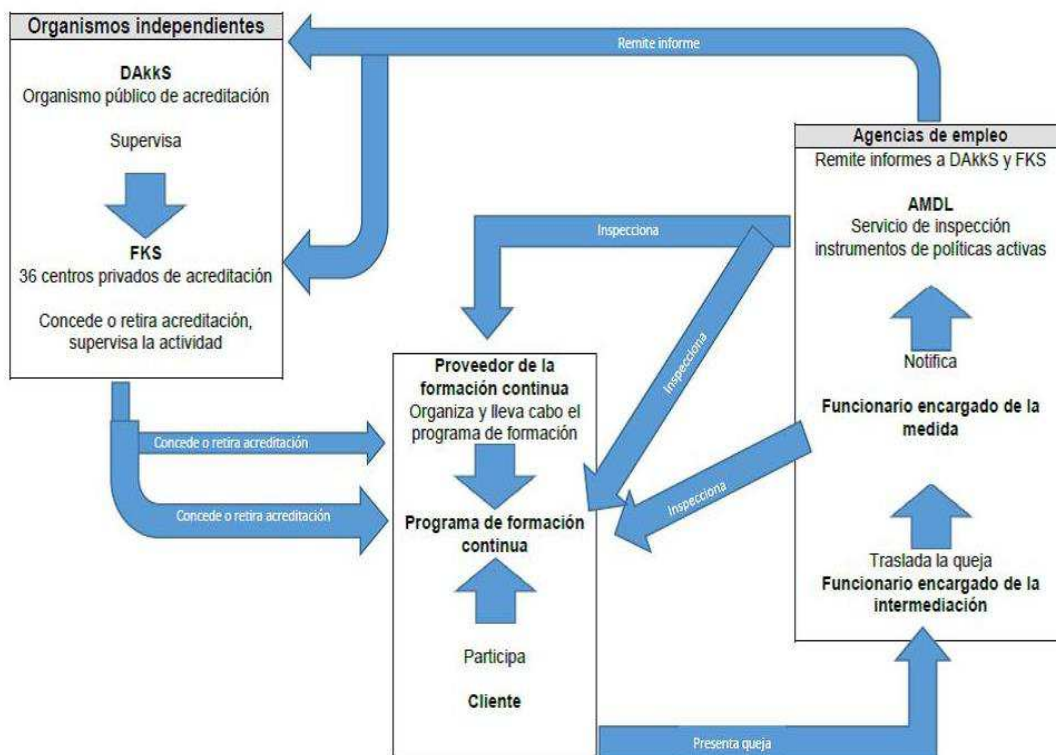 Organismos independientes
DAkkS
Organismo público de acreditación
Supervisa
FKS
36 centros privados de acreditación
Concede o retira acreditación,
supervisa la actividad
Remite informe
Agencias de empleo
Remite informes a DAkkS y FKS
AMDL
Servicio de inspección
instrumentos de políticas activas
Notifica
Funcionario encargado de la
medida
Traslada la queja
Funcionario encargado de la
intermediación
Inspecciona
Inspecciona
Inspecciona
Proveedor de la
formación continua
Organiza y lleva cabo el
programa de formación
Programa de formación
continua
Participa
Cliente
Concede o retira acreditación
Concede o retira acreditación
Presenta queja